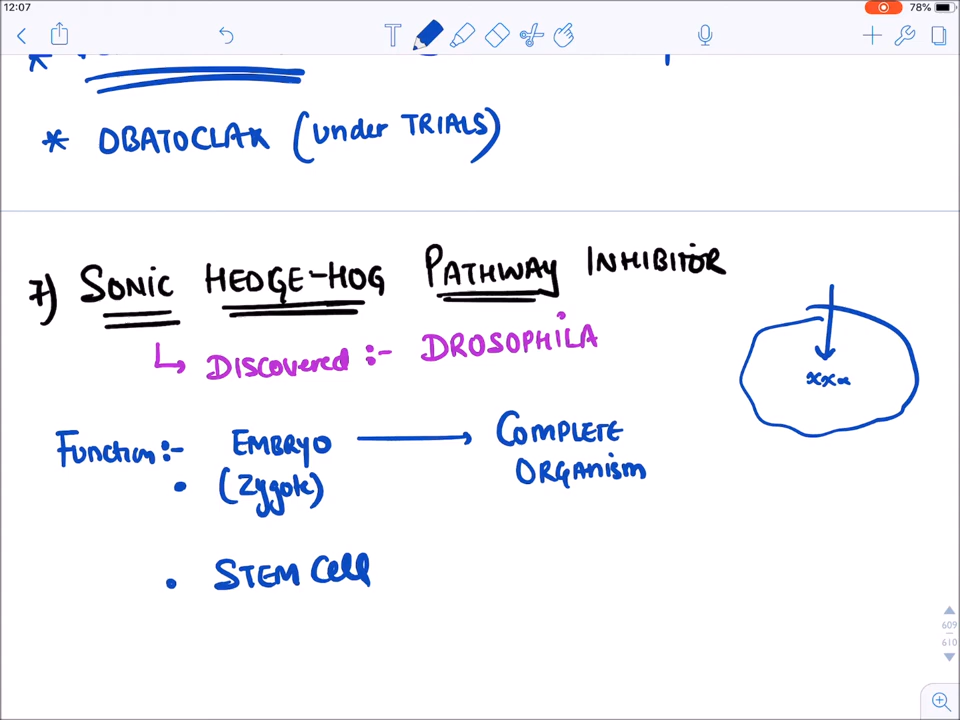 12:07
78%
T
* OBATOCLAX (under TRIALS)
7) SONIC HEDGE-HOG PATHWAY INHIBITOR
↳ DISCOVERED :- DROSOPHILA
Function :- EMBRYO → COMPLETE
• (Zygote) ORGANISM
xxx
• STEM Cell
609
610